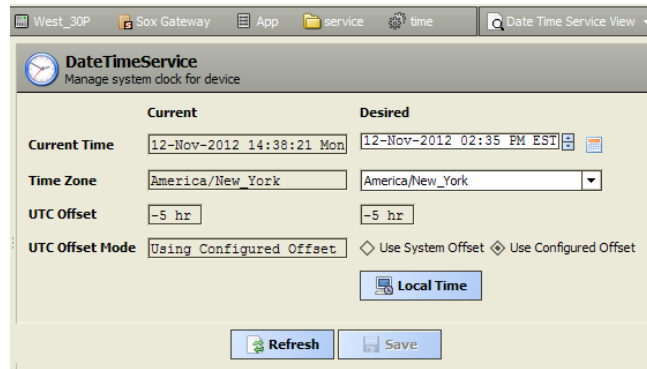 West_30P Sox Gateway App service time Date Time Service View
DateTimeService
Manage system clock for device
Current Desired
Current Time 12-Nov-2012 14:38:21 Mon 12-Nov-2012 02:35 PM EST
Time Zone America/New_York America/New_York
UTC Offset -5 hr -5 hr
UTC Offset Mode Using Configured Offset Use System Offset Use Configured Offset
Local Time
Refresh Save